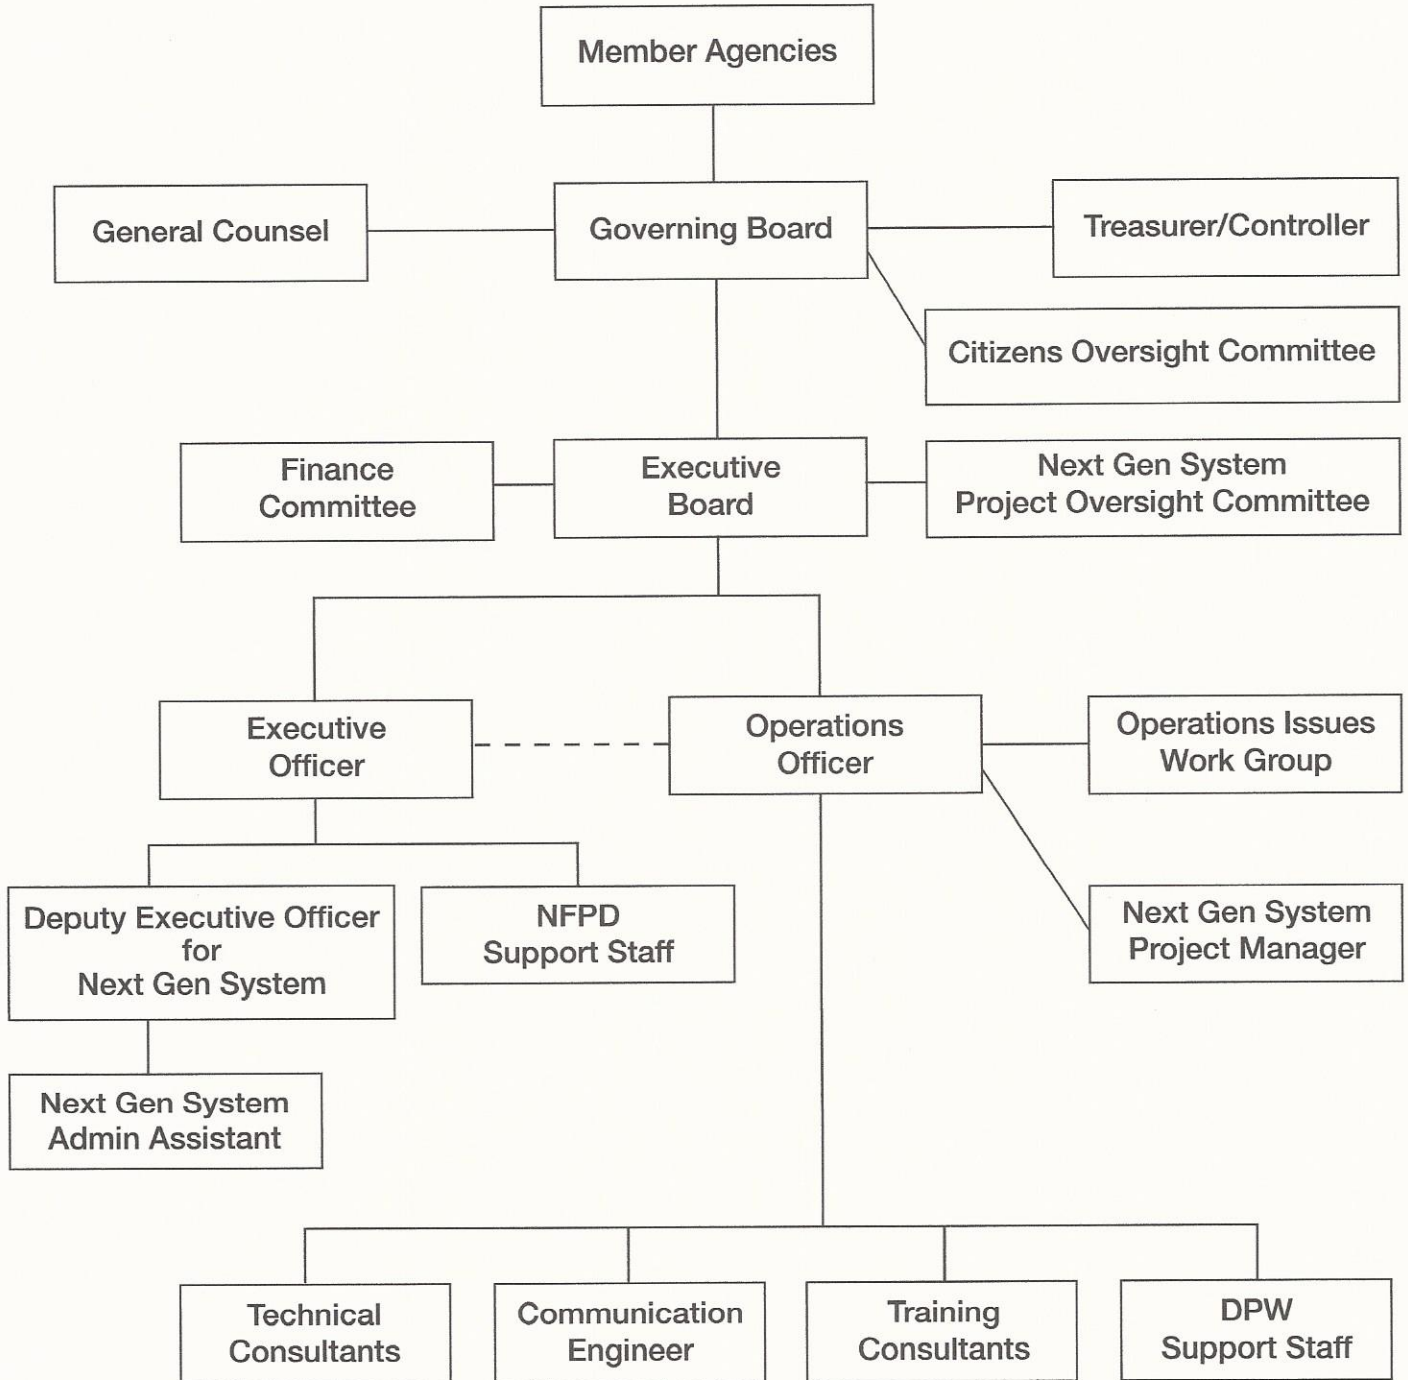 Member Agencies
General Counsel
Governing Board
Treasurer/Controller
Citizens Oversight Committee
Finance
Committee
Executive
Board
Next Gen System
Project Oversight Committee
Executive
Officer
Operations
Officer
Operations Issues
Work Group
Deputy Executive Officer
for
Next Gen System
NFPD
Support Staff
Next Gen System
Project Manager
Next Gen System
Admin Assistant
Technical
Consultants
Communication
Engineer
Training
Consultants
DPW
Support Staff